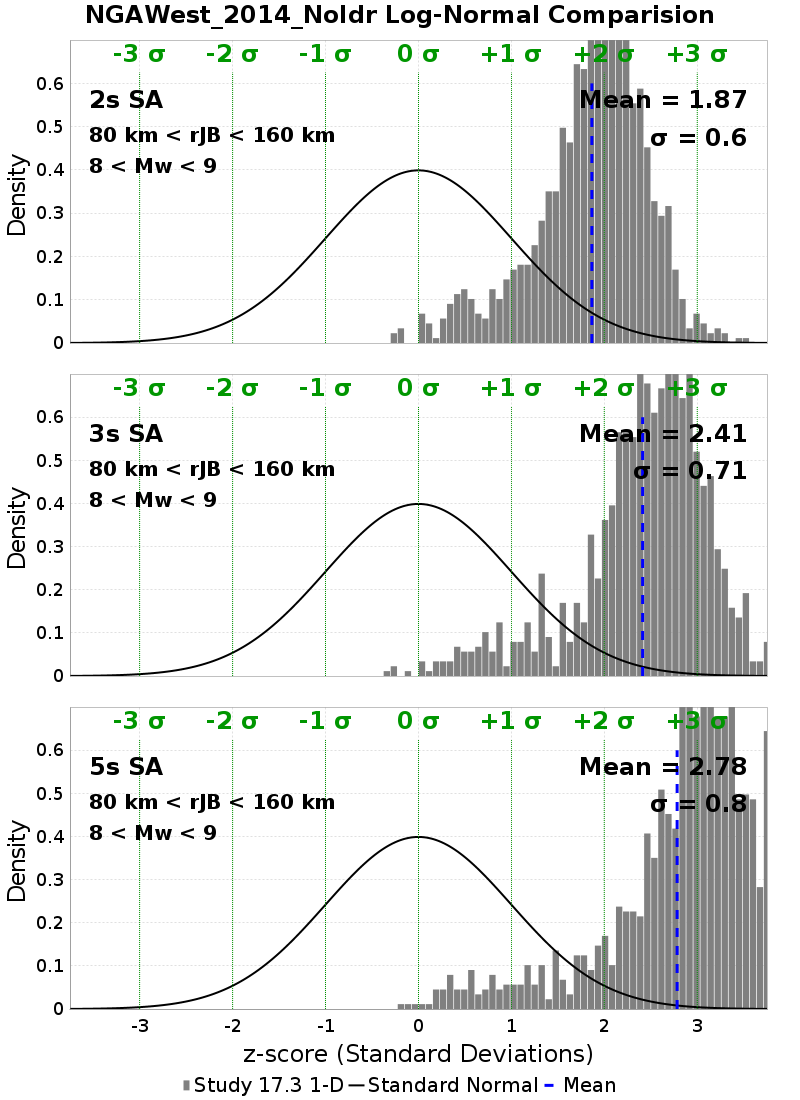 NGAWest_2014_NoIdr Log-Normal Comparision
-3 σ -2 σ -1 σ 0 σ +1 σ +2 σ +3 σ
2s SA
Mean = 1.87
80 km < rJB < 160 km
σ = 0.6
8 < Mw < 9
0.6
0.5
0.4
0.3
0.2
0.1
0
Density
-3 σ -2 σ -1 σ 0 σ +1 σ +2 σ +3 σ
3s SA
Mean = 2.41
80 km < rJB < 160 km
σ = 0.71
8 < Mw < 9
0.6
0.5
0.4
0.3
0.2
0.1
0
Density
-3 σ -2 σ -1 σ 0 σ +1 σ +2 σ +3 σ
5s SA
Mean = 2.78
80 km < rJB < 160 km
σ = 0.8
8 < Mw < 9
0.6
0.5
0.4
0.3
0.2
0.1
0
Density
-3 -2 -1 0 1 2 3
z-score (Standard Deviations)
Study 17.3 1-D Standard Normal Mean